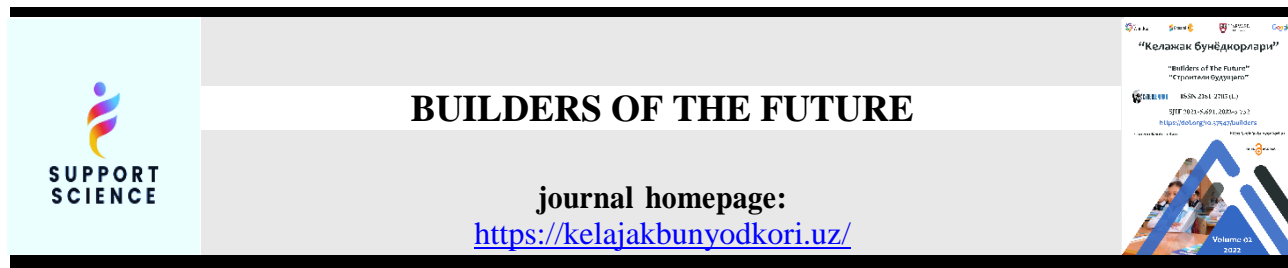 SUPPORT
SCIENCE
BUILDERS OF THE FUTURE
journal homepage:
https://kelajakbunyodkori.uz/
“Келажак бунёдкорлари”
“Builders of The Future”
“Строители будущего”
Volume 02
2022